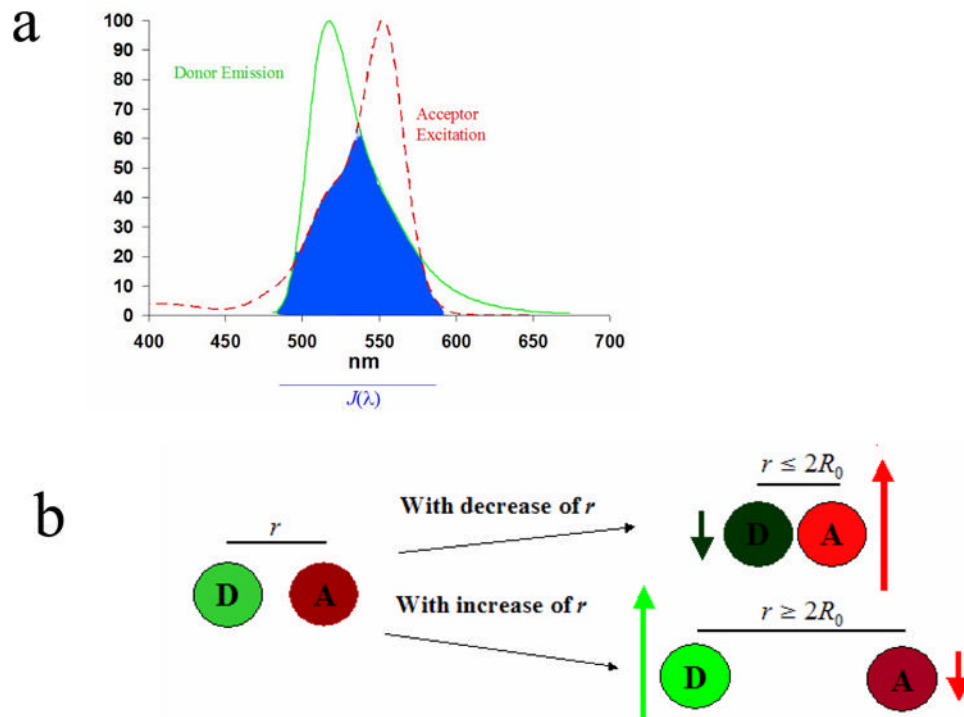 a
100
90
80
70
60
50
40
30
20
10
0
Donor Emission
Acceptor
Excitation
400 450 500 550 600 650 700
nm
J(λ)
b
r
D A
With decrease of r
With increase of r
r ≤ 2R₀
D A
r ≥ 2R₀
D A